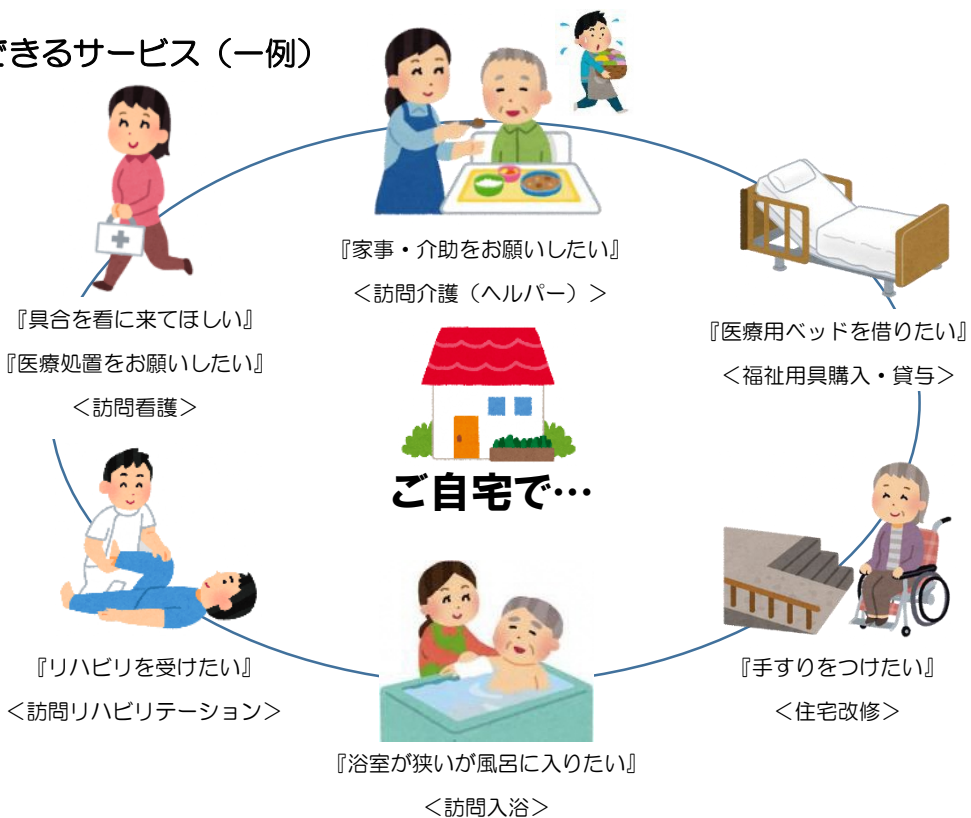 できるサービス（一例）
『家事・介助をお願いしたい』
＜訪問介護（ヘルパー）＞
『具合を看に来てほしい』
『医療処置をお願いしたい』
＜訪問看護＞
『医療用ベッドを借りたい』
＜福祉用具購入・貸与＞
ご自宅で…
『リハビリを受けたい』
＜訪問リハビリテーション＞
『手すりをつけたい』
＜住宅改修＞
『浴室が狭いが風呂に入りたい』
＜訪問入浴＞